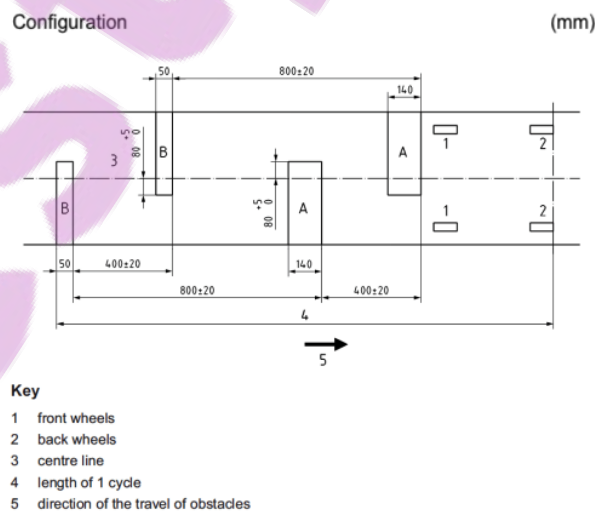 Configuration (mm)
50 800±20
140
80 +5 0
3 B A 1 2
B 80 +5 0 A 1 2
50 400±20 140
800±20 400±20
4
5
Key
1 front wheels
2 back wheels
3 centre line
4 length of 1 cycle
5 direction of the travel of obstacles